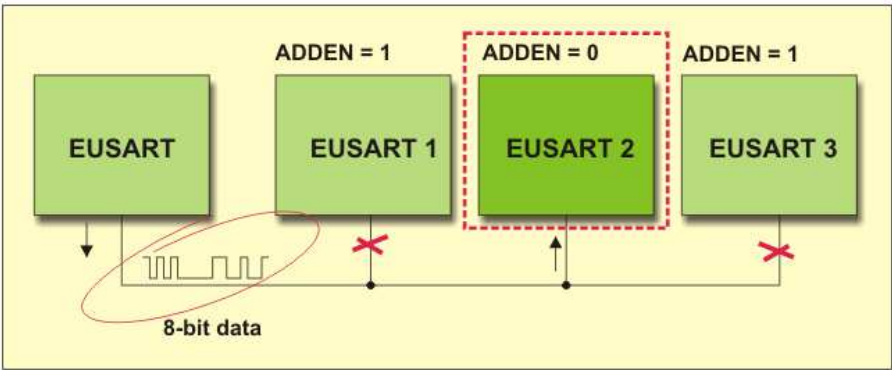 ADDEN = 1
ADDEN = 0
ADDEN = 1
EUSART
EUSART 1
EUSART 2
EUSART 3
8-bit data